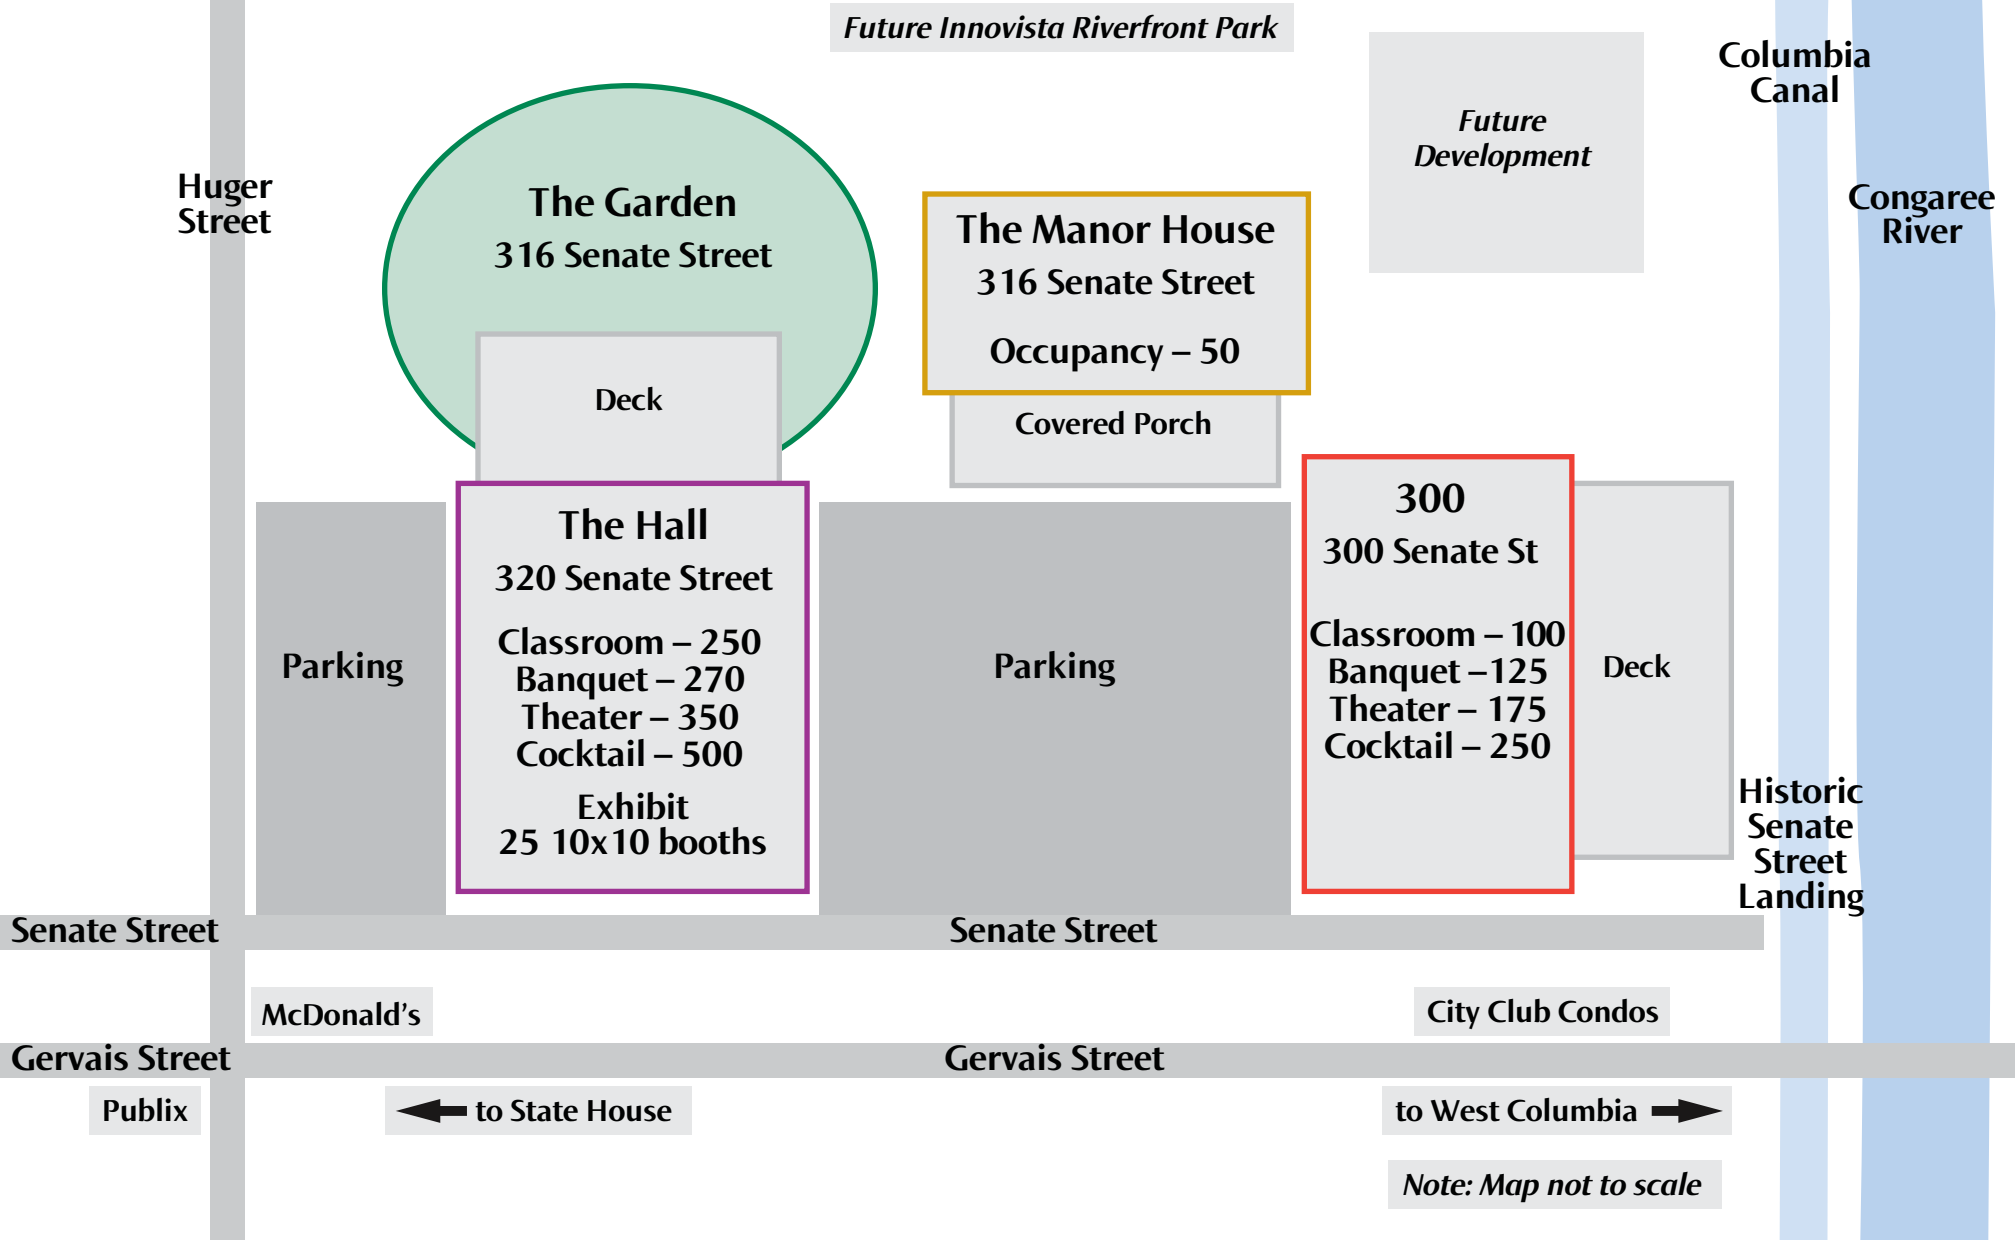 Future Innovista Riverfront Park
Columbia
Canal
Future
Development
Huger
Street
The Garden
316 Senate Street
The Manor House
316 Senate Street
Occupancy – 50
Congaree
River
Deck
Covered Porch
Parking
The Hall
320 Senate Street
Classroom – 250
Banquet – 270
Theater – 350
Cocktail – 500
Exhibit
25 10x10 booths
Parking
300
300 Senate St
Classroom – 100
Banquet –125
Theater – 175
Cocktail – 250
Deck
Historic
Senate
Street
Landing
Senate Street
Senate Street
McDonald’s
City Club Condos
Gervais Street
Gervais Street
Publix
to State House
to West Columbia
Note: Map not to scale